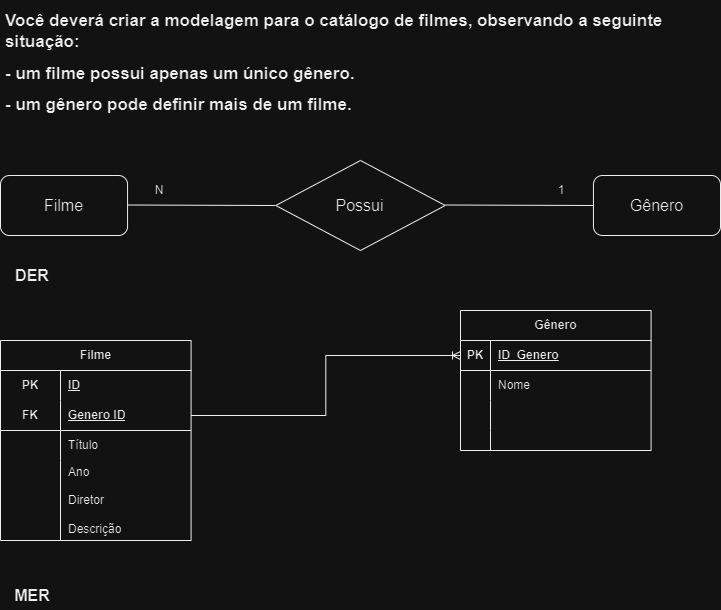 Você deverá criar a modelagem para o catálogo de filmes, observando a seguinte
situação:
- um filme possui apenas um único gênero.
- um gênero pode definir mais de um filme.
N
1
Filme
Possui
Gênero
DER
Gênero
Filme
PK
ID_Genero
PK
ID
Nome
FK
Genero ID
Título
Ano
Diretor
Descrição
MER